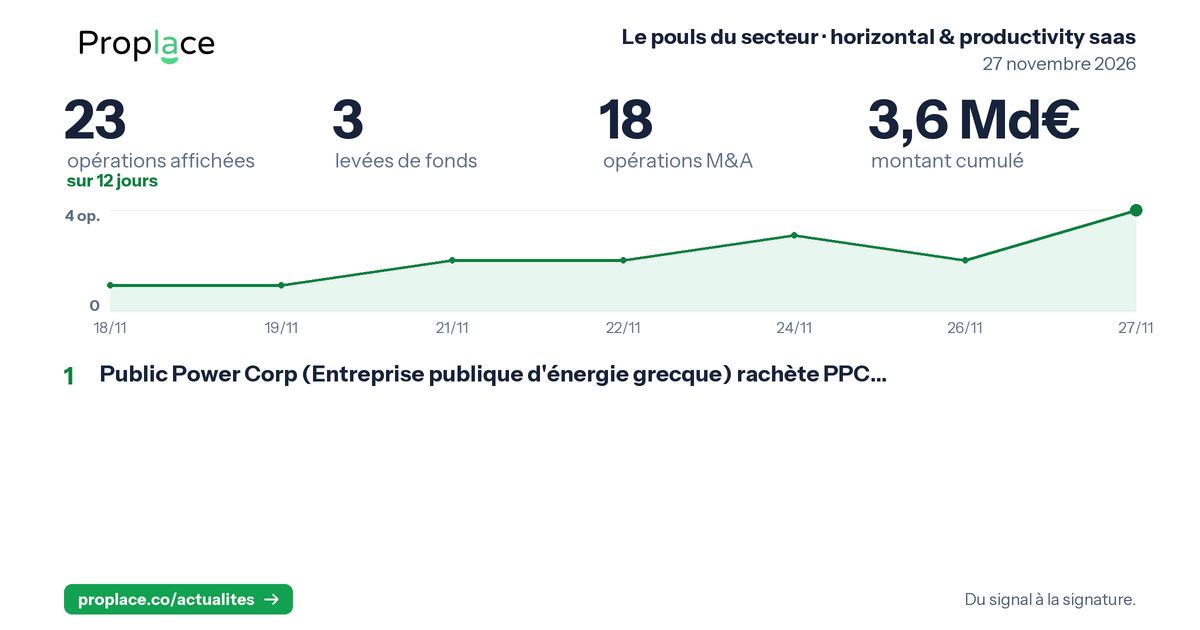 Proplace
Le pouls du secteur · horizontal & productivity saas
27 novembre 2026
23
opérations affichées
sur 12 jours
3
levées de fonds
18
opérations M&A
3,6 Md€
montant cumulé
4 op.
0
18/11
19/11
21/11
22/11
24/11
26/11
27/11
1 Public Power Corp (Entreprise publique d'énergie grecque) rachète PPC...
proplace.co/actualites →
Du signal à la signature.